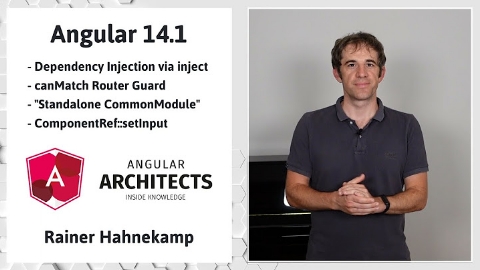 Angular 14.1
- Dependency Injection via inject
- canMatch Router Guard
- "Standalone CommonModule"
- ComponentRef::setInput
A
ANGULAR
ARCHITECTS
INSIDE KNOWLEDGE
Rainer Hahnekamp